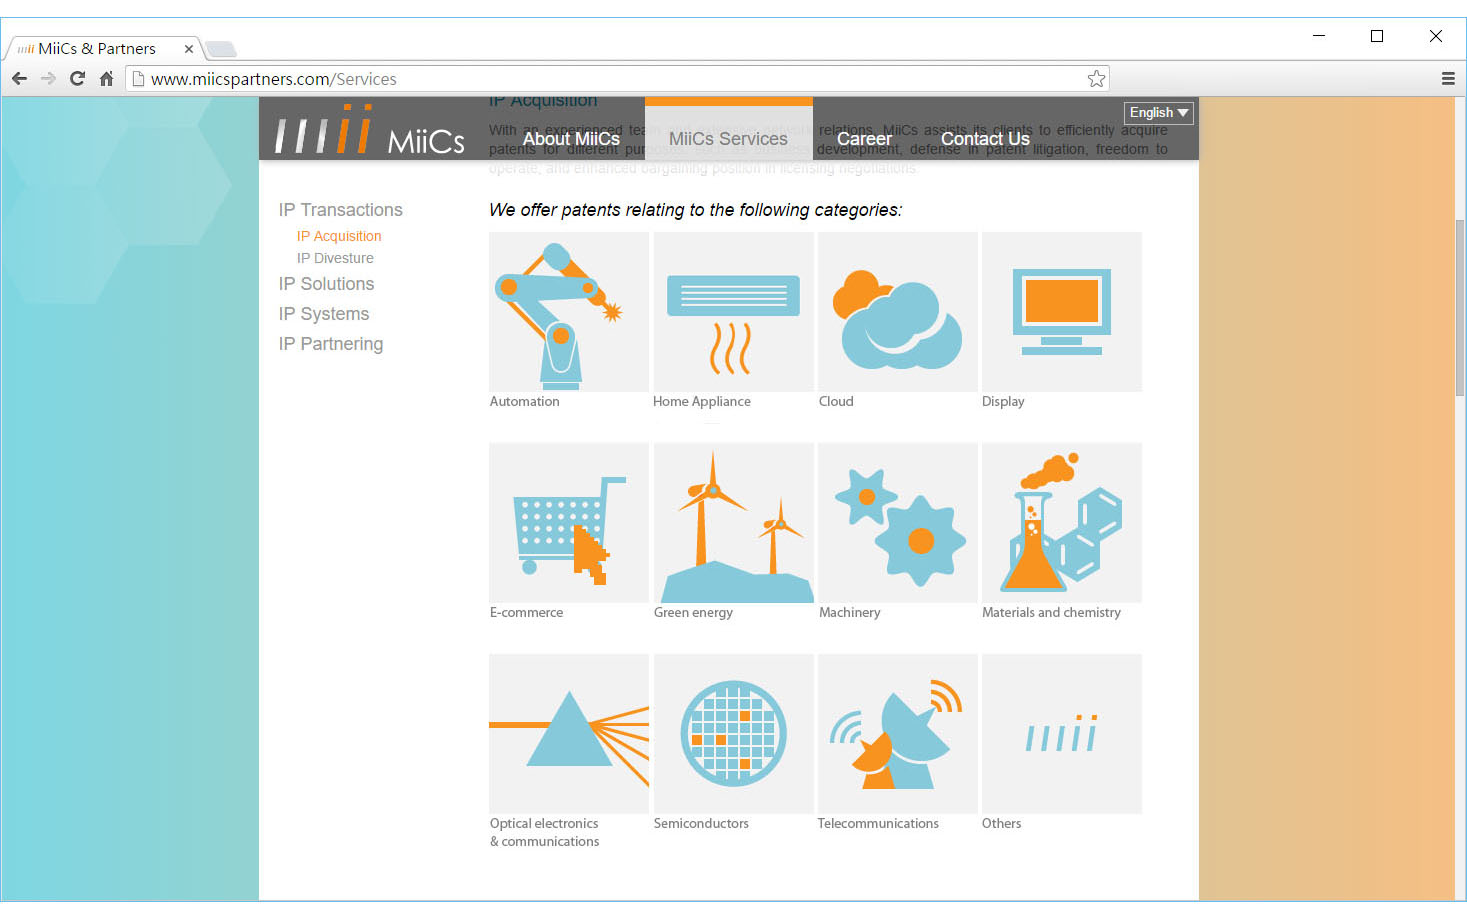 MiiCs & Partners
www.miicspartners.com/Services
English
IP Acquisition
With an experienced team relations, MiiCs assists its clients to efficiently acquire
MiiCs
About MiiCs
MiiCs Services
Career
Contact Us
patents for different development, defense in patent litigation, freedom to
operate, and enhanced bargaining position in licensing negotiations.
IP Transactions
IP Acquisition
IP Divesture
IP Solutions
IP Systems
IP Partnering
We offer patents relating to the following categories:
Automation
Home Appliance
Cloud
Display
E-commerce
Green energy
Machinery
Materials and chemistry
Optical electronics
& communications
Semiconductors
Telecommunications
Others